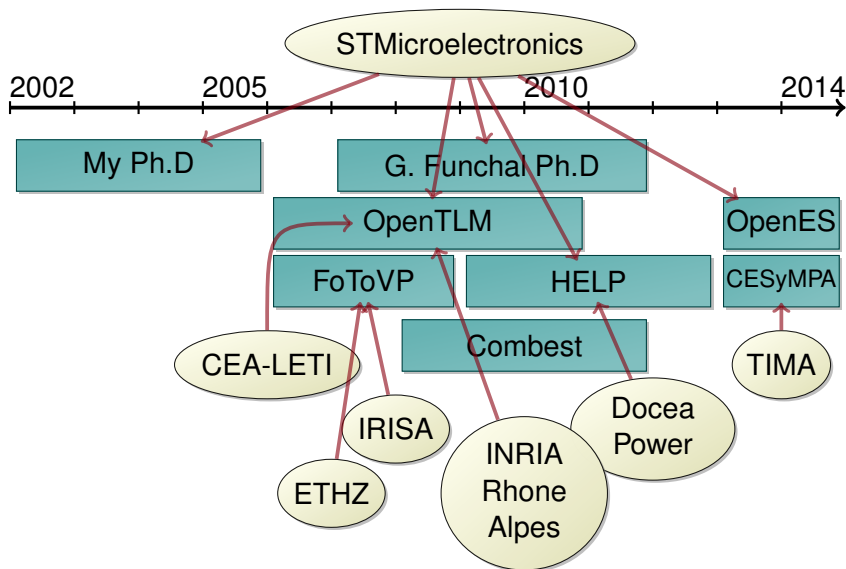 STMicroelectronics
2002 2005 2010 2014
My Ph.D
G. Funchal Ph.D
OpenTLM
OpenES
FoToVP
HELP
CESyMPA
Combest
CEA-LETI
TIMA
IRISA
Docea
Power
ETHZ
INRIA
Rhone
Alpes